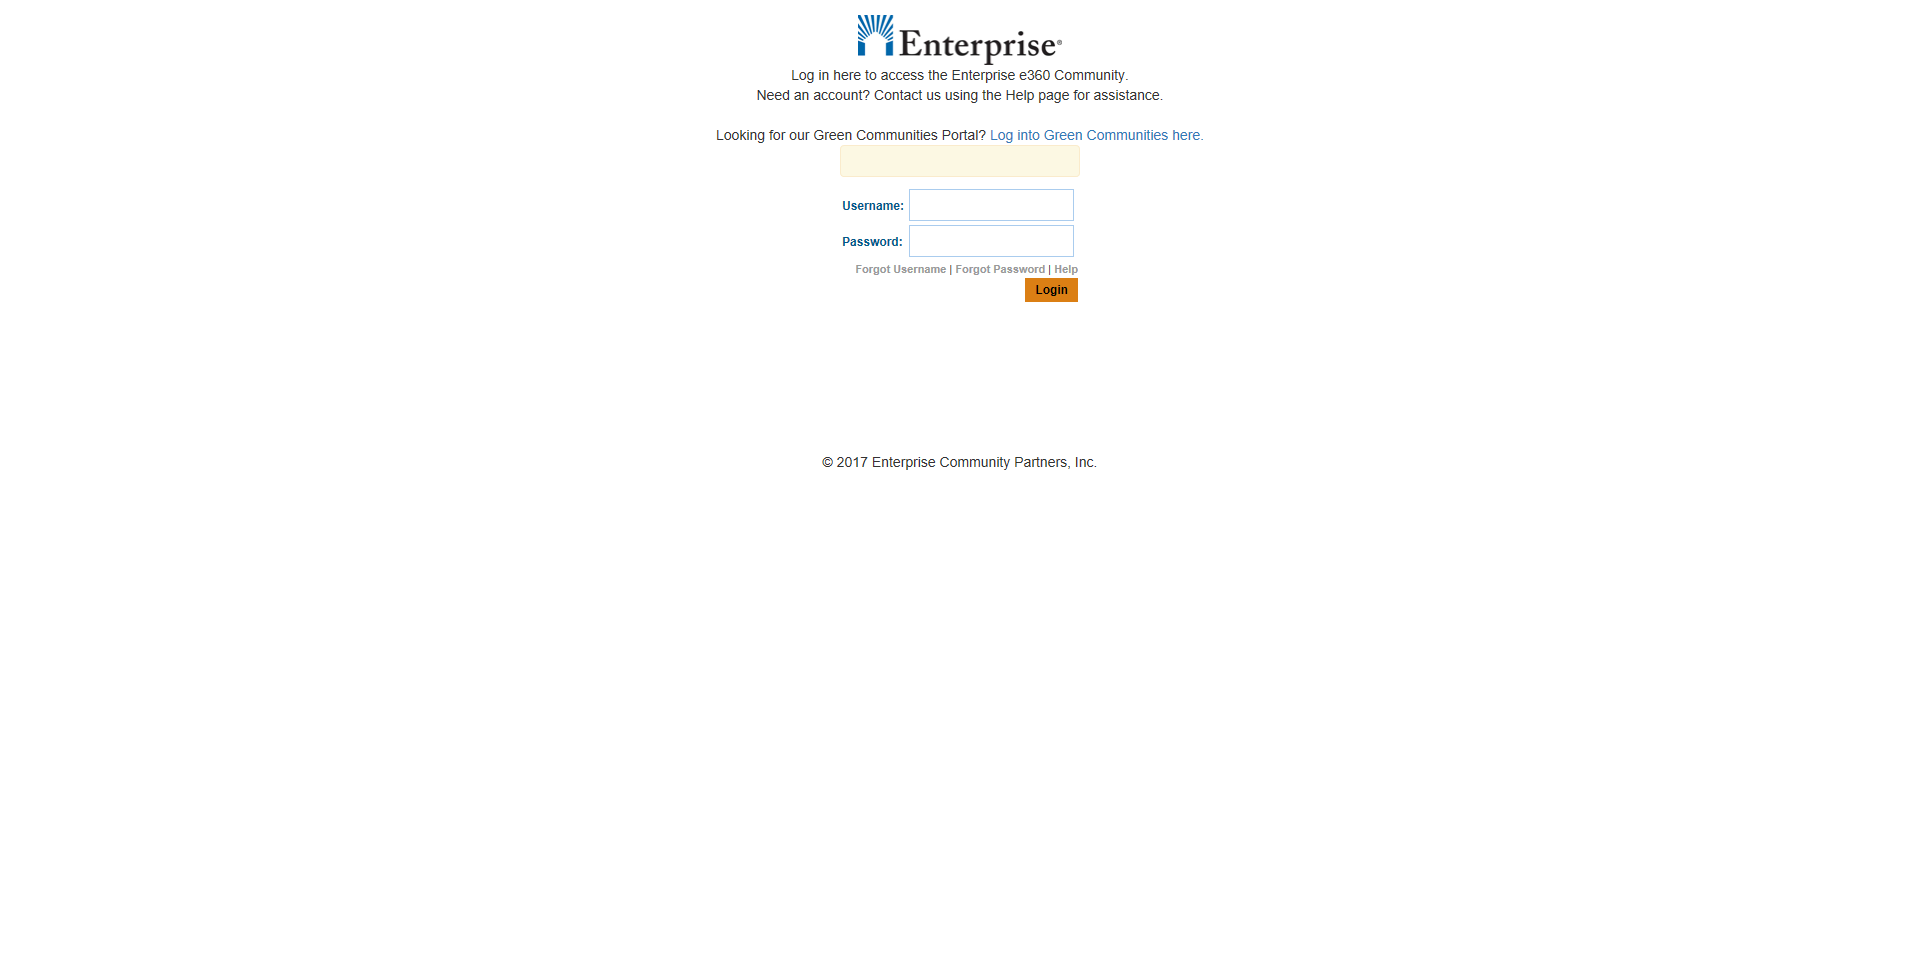 Enterprise®
Log in here to access the Enterprise e360 Community.
Need an account? Contact us using the Help page for assistance.
Looking for our Green Communities Portal? Log into Green Communities here.
Username:
Password:
Forgot Username | Forgot Password | Help
Login
© 2017 Enterprise Community Partners, Inc.